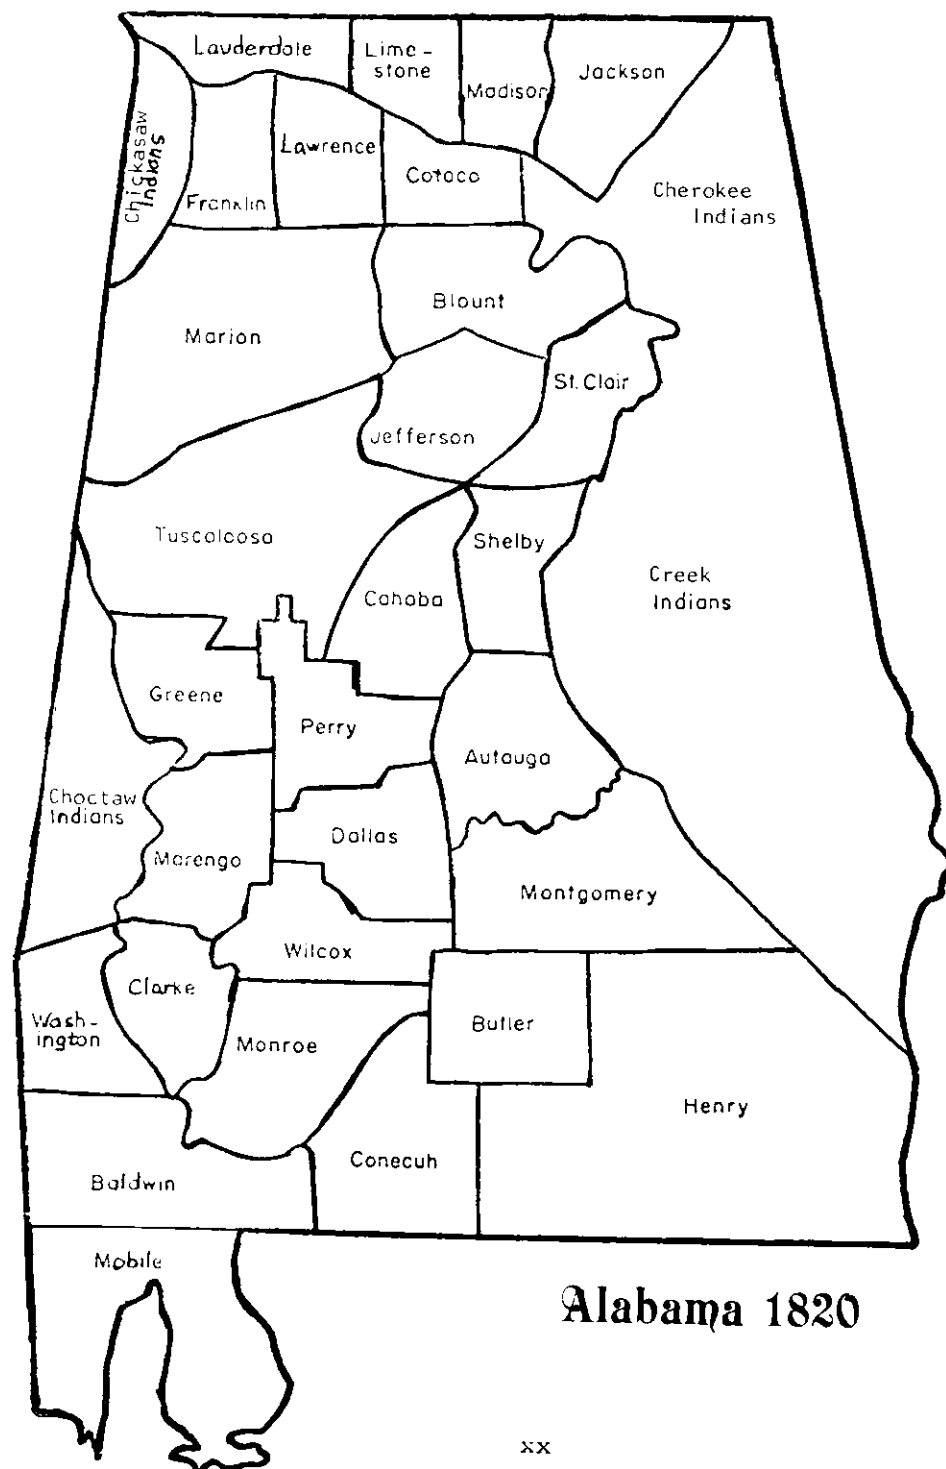 Lauderdale
Lime-
stone
Madison
Jackson
Chickasaw
Indians
Franklin
Lawrence
Cotaco
Cherokee
Indians
Marion
Blount
St. Clair
Jefferson
Tuscaloosa
Cahaba
Shelby
Creek
Indians
Greene
Perry
Autauga
Choctaw
Indians
Marengo
Dallas
Montgomery
Wilcox
Clarke
Wash-
ington
Monroe
Butler
Henry
Conecuh
Baldwin
Mobile
Alabama 1820
xx